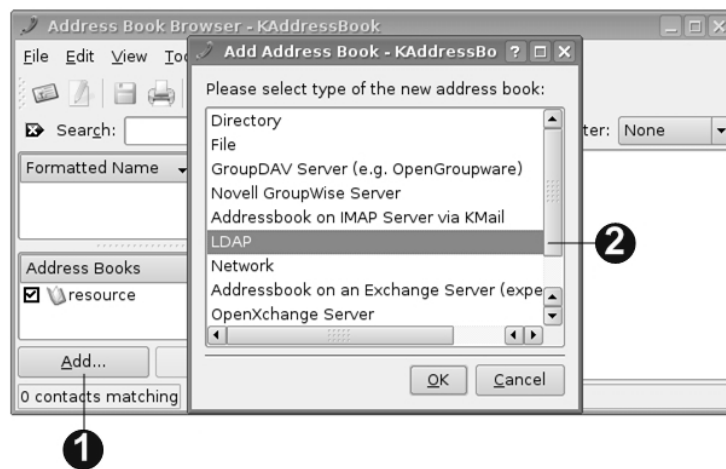 Address Book Browser - KAddressBook
File Edit View Too
Add Address Book - KAddressBo
Please select type of the new address book:
Search:
ter: None
Formatted Name
Directory
File
GroupDAV Server (e.g. OpenGroupware)
Novell GroupWise Server
Addressbook on IMAP Server via KMail
LDAP
Network
Addressbook on an Exchange Server (expe
OpenXchange Server
Address Books
resource
Add...
OK Cancel
0 contacts matching
1
2